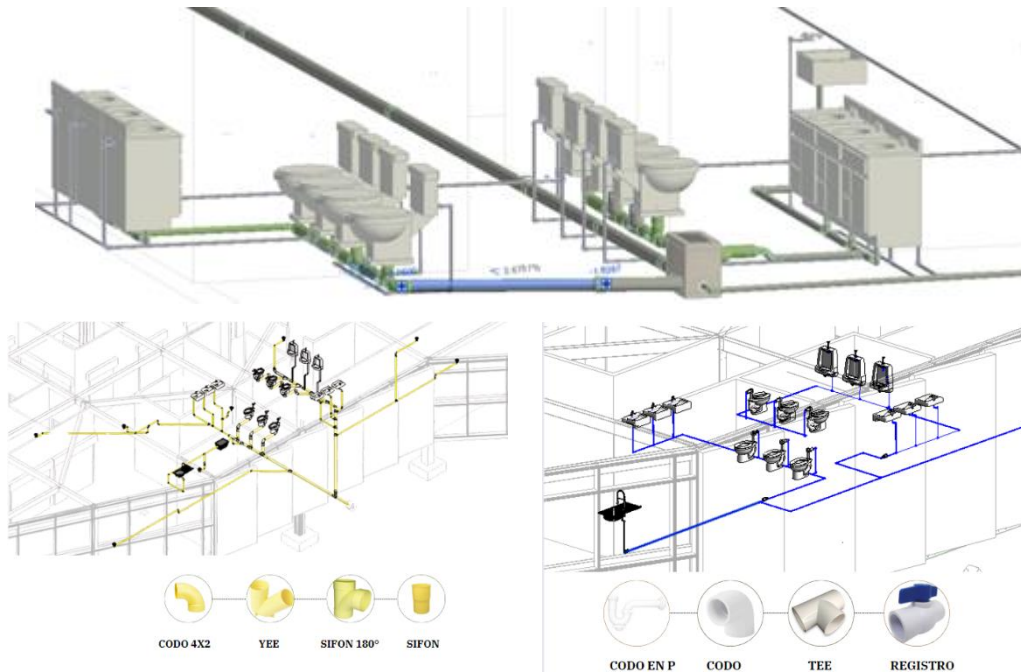 CODO 4X2
YEE
SIFON 180°
SIFON
CODO EN P
CODO
TEE
REGISTRO